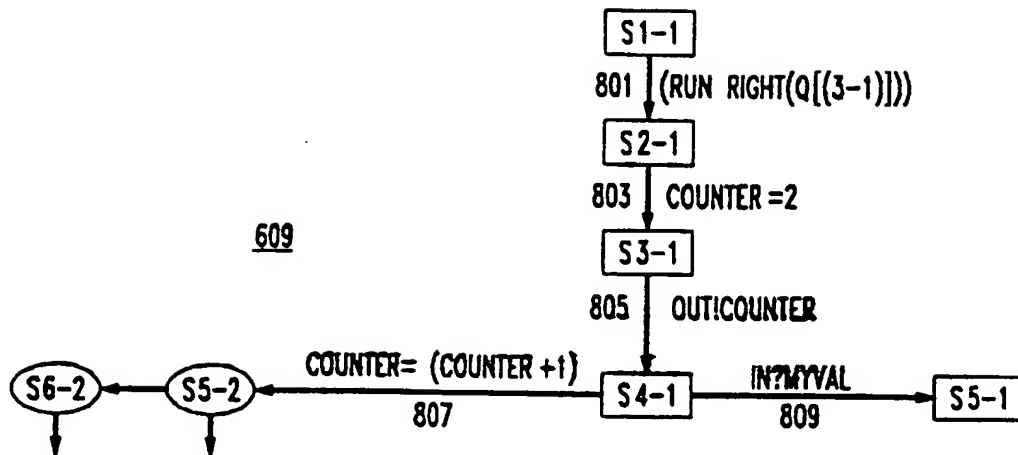 S1-1
801 (RUN RIGHT(Q[(3-1)]))
S2-1
803 COUNTER=2
609
S3-1
805 OUT!COUNTER
COUNTER= (COUNTER+1)
IN?MYVAL
S6-2
S5-2
S4-1
S5-1
807
809